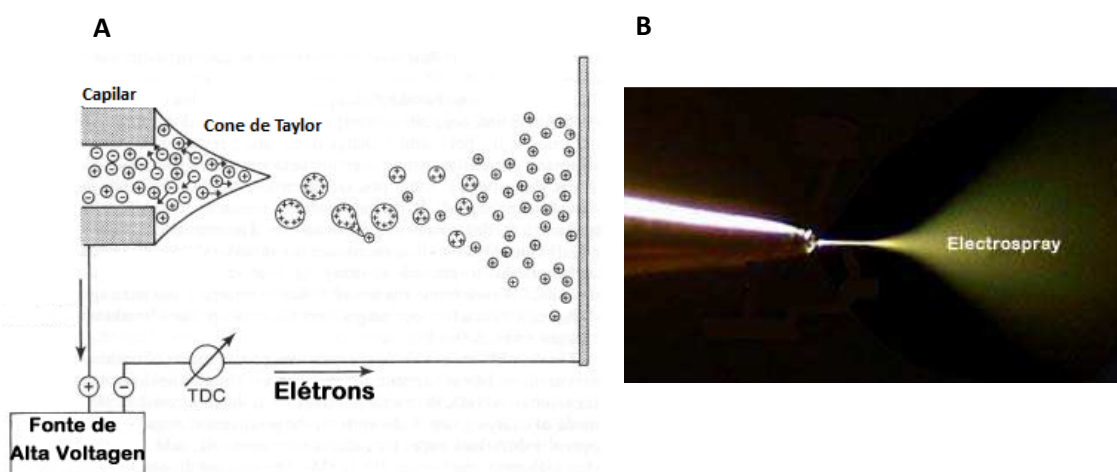 A
B
Capilar
Cone de Taylor
Electrospray
TDC
Elétrons
Fonte de
Alta Voltagen